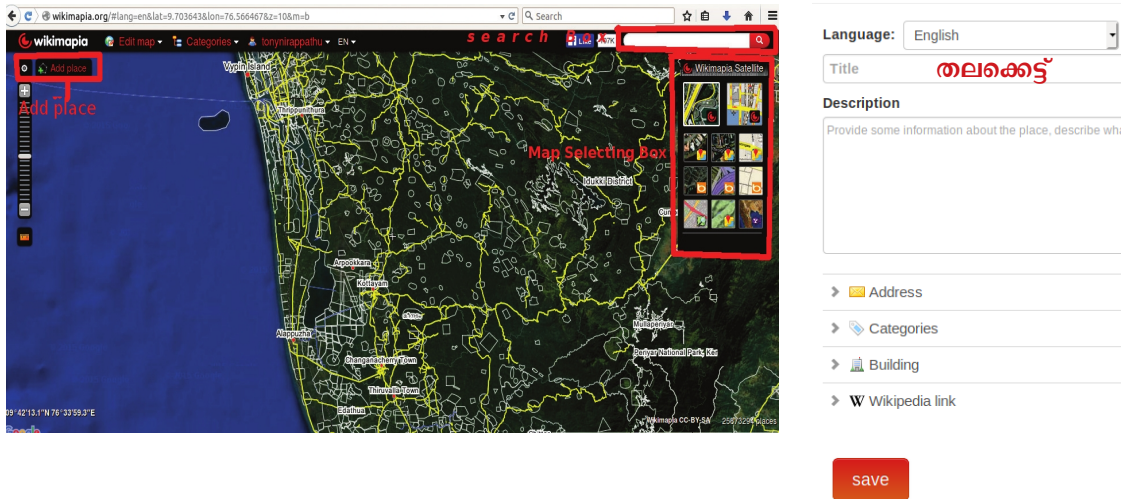 wikimapia.org/#lang=en&lat=9.703643&lon=76.566467&z=10&m=b
Search
wikimapia Edit map Categories tonynirappathu EN
search Box
Like
Add place
Add place
Wikimapia Satellite
Map Selecting Box
Vypin Island
Thrippunithura
Idukki District
Arpookkara
Kottayam
Alappuzha
Mullaperiyar
Periyar National Park, Ker
Changanacherry Town
Thiruvalla Town
Edathua
09°42'13.1"N 76°33'59.3"E
Wikimapia CC-BY-SA
places
Google
Language: English
Title തലക്കെട്ട്
Description
Provide some information about the place, describe wha
Address
Categories
Building
W Wikipedia link
save